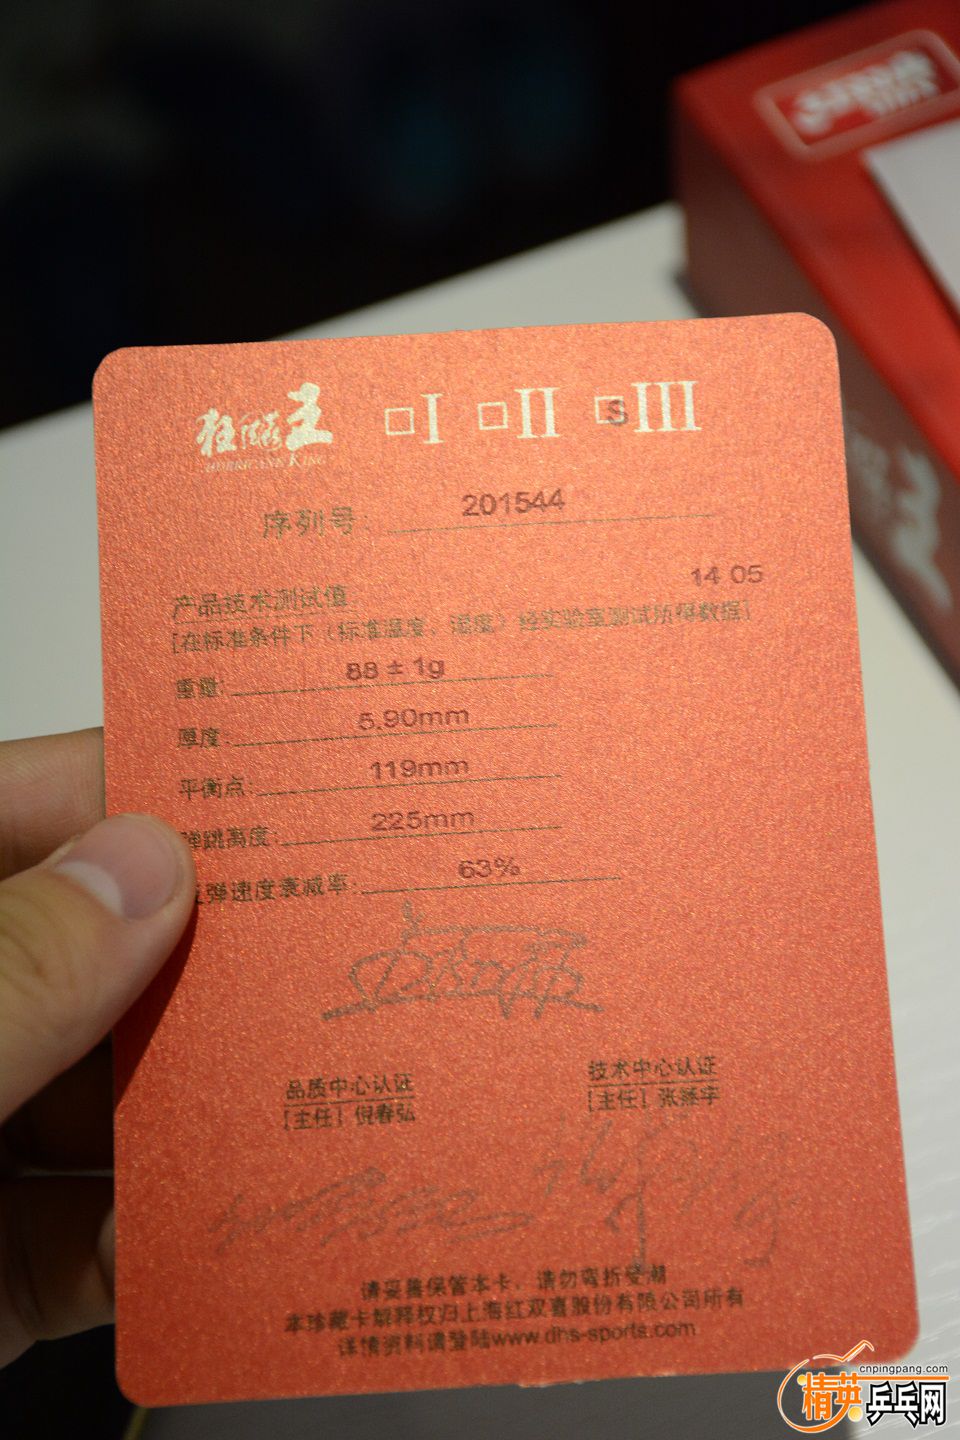 狂飚王 □I □II □S III
HURRICANE KING
序列号: 201544
14 05
产品技术测试值:
[在标准条件下(标准温度、湿度)经实验室测试所得数据]
重量: 88 ± 1g
厚度: 5.90mm
平衡点: 119mm
弹跳高度: 225mm
弹速度衰减率: 63%
品质中心认证
[主任] 倪春弘
技术中心认证
[主任] 张燚宇
请妥善保管本卡，请勿弯折受潮
本珍藏卡解释权归上海红双喜股份有限公司所有
详情资料请登陆www.dhs-sports.com
cnpingpang.com
精英乒乓网